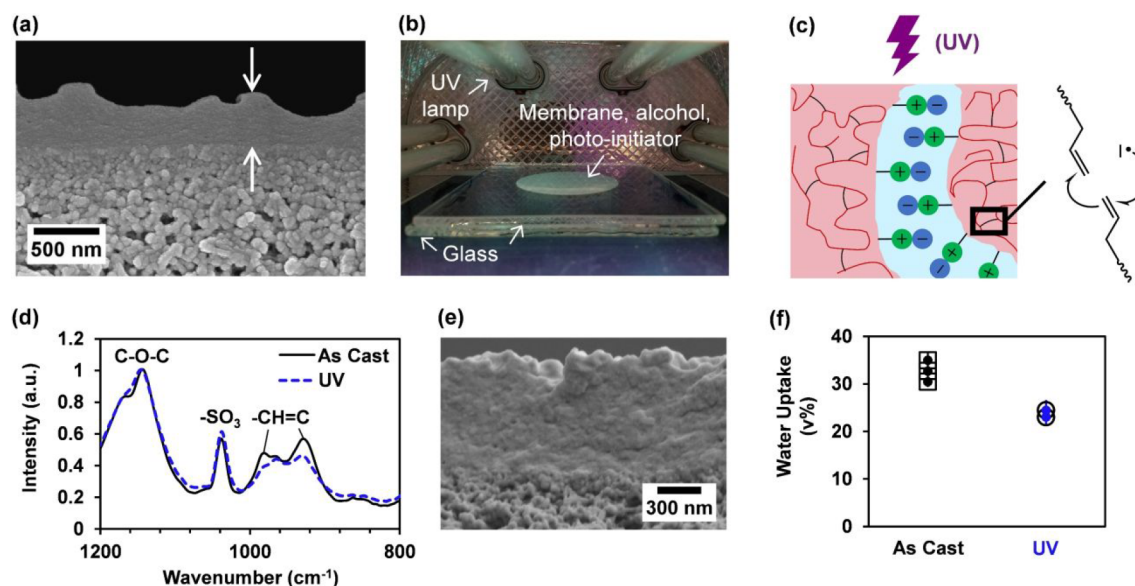 (a)
500 nm
(b)
UV
lamp
Membrane, alcohol,
photo-initiator
Glass
(c)
(UV)
(d)
Intensity (a.u.)
1.2
1
0.8
0.6
0.4
0.2
0
C-O-C
-SO₃
-CH=C
As Cast
UV
1200
1000
800
Wavenumber (cm⁻¹)
(e)
300 nm
(f)
Water Uptake
(v%)
40
30
20
10
0
As Cast
UV